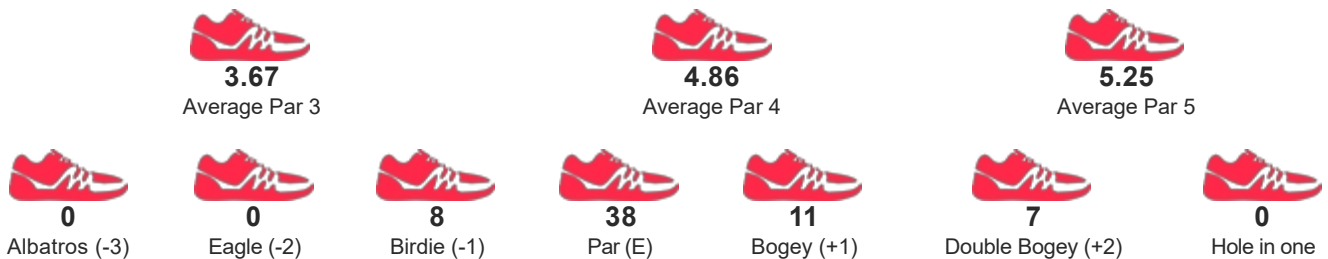 3.67 4.86 5.25
Average Par 3 Average Par 4 Average Par 5
0 0 8 38 11 7 0
Albatros (-3) Eagle (-2) Birdie (-1) Par (E) Bogey (+1) Double Bogey (+2) Hole in one